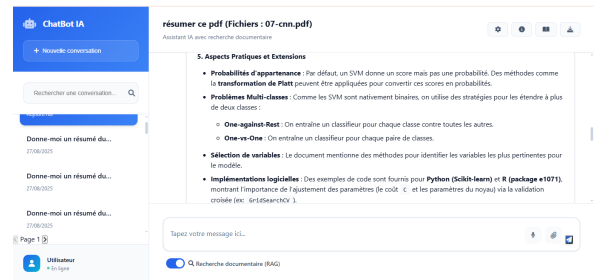 ChatBot IA
+ Nouvelle conversation
Rechercher une conversation...
Donne-moi un résumé du...
27/08/2025
Donne-moi un résumé du...
27/08/2025
Donne-moi un résumé du...
27/08/2025
Page 1
Utilisateur
En ligne
résumer ce pdf (Fichiers : 07-cnn.pdf)
Assistant IA avec recherche documentaire
5. Aspects Pratiques et Extensions
• Probabilités d'appartenance : Par défaut, un SVM donne un score mais pas une probabilité. Des méthodes comme
la transformation de Platt peuvent être appliquées pour convertir ces scores en probabilités.
• Problèmes Multi-classes : Comme les SVM sont nativement binaires, on utilise des stratégies pour les étendre à plus
de deux classes :
○ One-against-Rest : On entraîne un classifieur pour chaque classe contre toutes les autres.
○ One-vs-One : On entraîne un classifieur pour chaque paire de classes.
• Sélection de variables : Le document mentionne des méthodes pour identifier les variables les plus pertinentes pour
le modèle.
• Implémentations logicielles : Des exemples de code sont fournis pour Python (Scikit-learn) et R (package e1071),
montrant l'importance de l'ajustement des paramètres (le coût C et les paramètres du noyau) via la validation
croisée (ex: GridSearchCV ).
Tapez votre message ici...
Recherche documentaire (RAG)